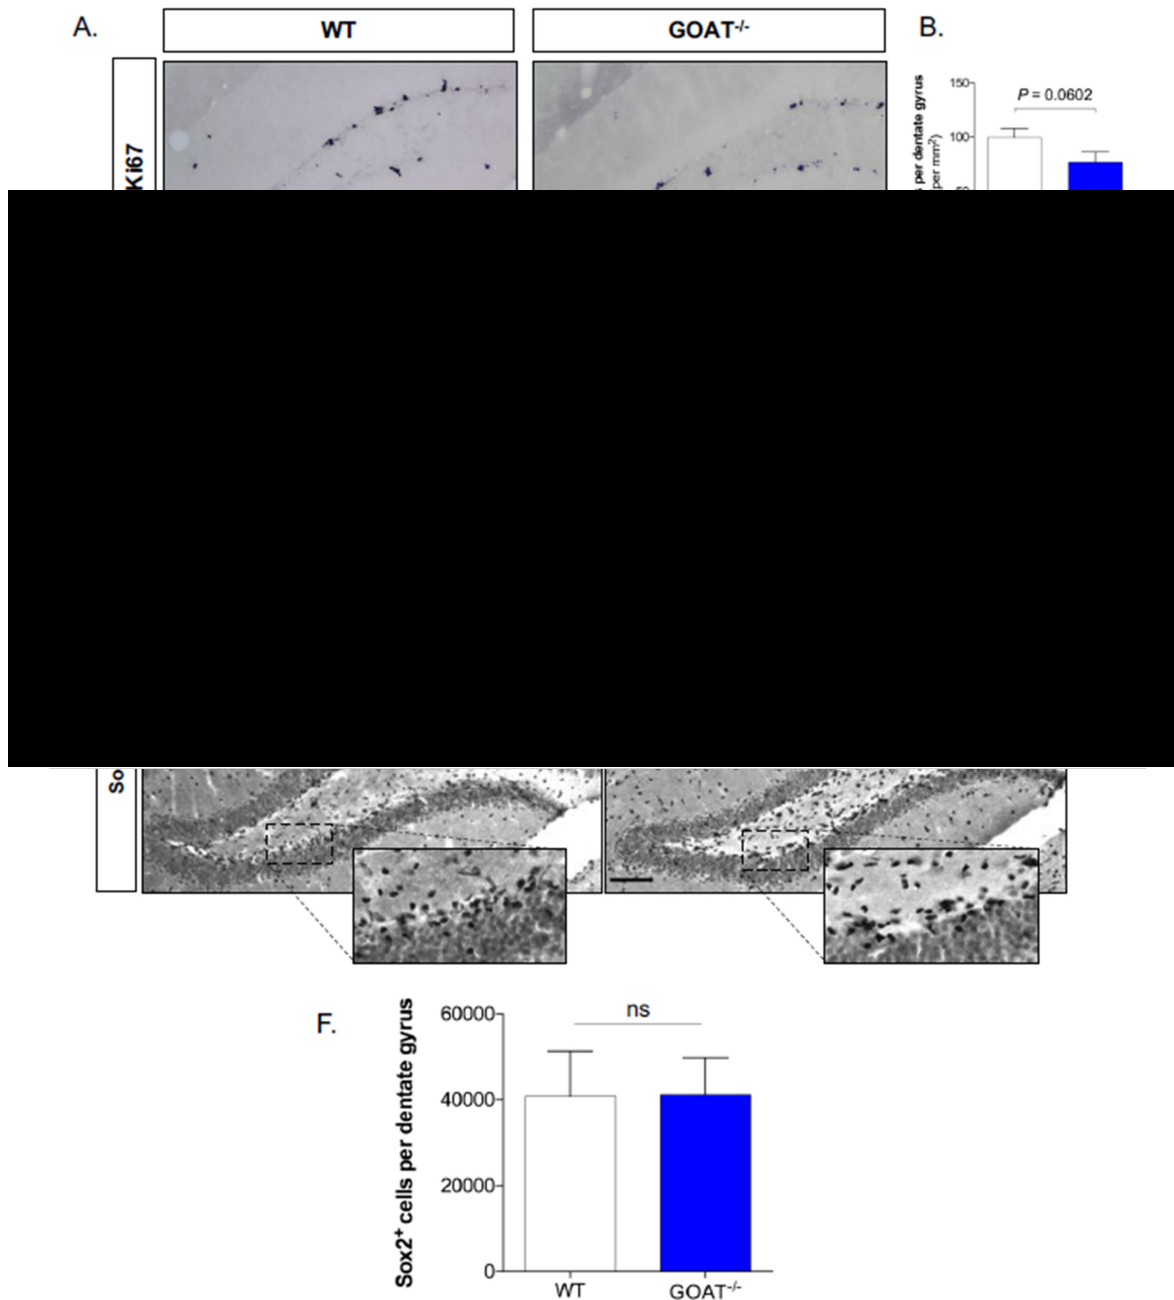 A.
WT
GOAT-/-
B.
Ki67
150
100
P = 0.0602
per dentate gyrus
(per mm²)
So
F.
Sox2+ cells per dentate gyrus
60000
40000
20000
0
ns
WT
GOAT-/-